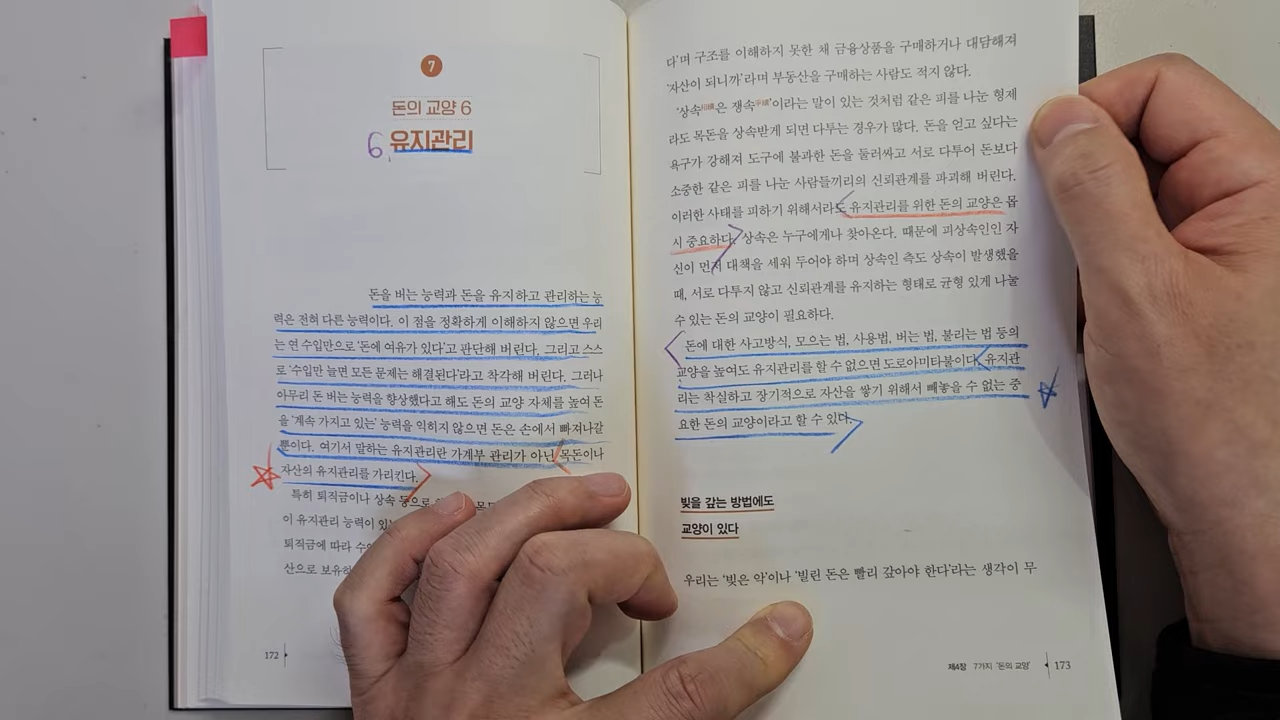 7
돈의 교양 6
6. 유지관리
돈을 버는 능력과 돈을 유지하고 관리하는 능
력은 전혀 다른 능력이다. 이 점을 정확하게 이해하지 않으면 우리
는 연 수입만으로 '돈에 여유가 있다'고 판단해 버린다. 그리고 스스
로 '수입만 늘면 모든 문제는 해결된다'라고 착각해 버린다. 그러나
아무리 돈 버는 능력을 향상했다고 해도 돈의 교양 자체를 높여 돈
을 '계속 가지고 있는' 능력을 익히지 않으면 돈은 손에서 빠져나갈
뿐이다. 여기서 말하는 유지관리란 가계부 관리가 아닌 목돈이나
자산의 유지관리를 가리킨다.
특히 퇴직금이나 상속 등으로
이 유지관리 능력이
퇴직금에 따라
산으로
172
다'며 구조를 이해하지 못한 채 금융상품을 구매하거나 대담해져
'자산이 되니까'라며 부동산을 구매하는 사람도 적지 않다.
'상속相續은 쟁속爭續'이라는 말이 있는 것처럼 같은 피를 나눈 형제
라도 목돈을 상속받게 되면 다투는 경우가 많다. 돈을 얻고 싶다는
욕구가 강해져 도구에 불과한 돈을 둘러싸고 서로 다투어 돈보다
소중한 같은 피를 나눈 사람들끼리의 신뢰관계를 파괴해 버린다.
이러한 사태를 피하기 위해서라도 유지관리를 위한 돈의 교양은 몹
시 중요하다. 상속은 누구에게나 찾아온다. 때문에 피상속인인 자
신이 먼저 대책을 세워 두어야 하며 상속인 측도 상속이 발생했을
때, 서로 다투지 않고 신뢰관계를 유지하는 형태로 균형 있게 나눌
수 있는 돈의 교양이 필요하다.
돈에 대한 사고방식, 모으는 법, 사용법, 버는 법, 불리는 법 등의
교양을 높여도 유지관리를 할 수 없으면 도로아미타불이다. 유지관
리는 착실하고 장기적으로 자산을 쌓기 위해서 빼놓을 수 없는 중
요한 돈의 교양이라고 할 수 있다.
빚을 갚는 방법에도
교양이 있다
우리는 '빚은 악'이나 '빌린 돈은 빨리 갚아야 한다'라는 생각이 무
제4장 7가지 '돈의 교양' 173